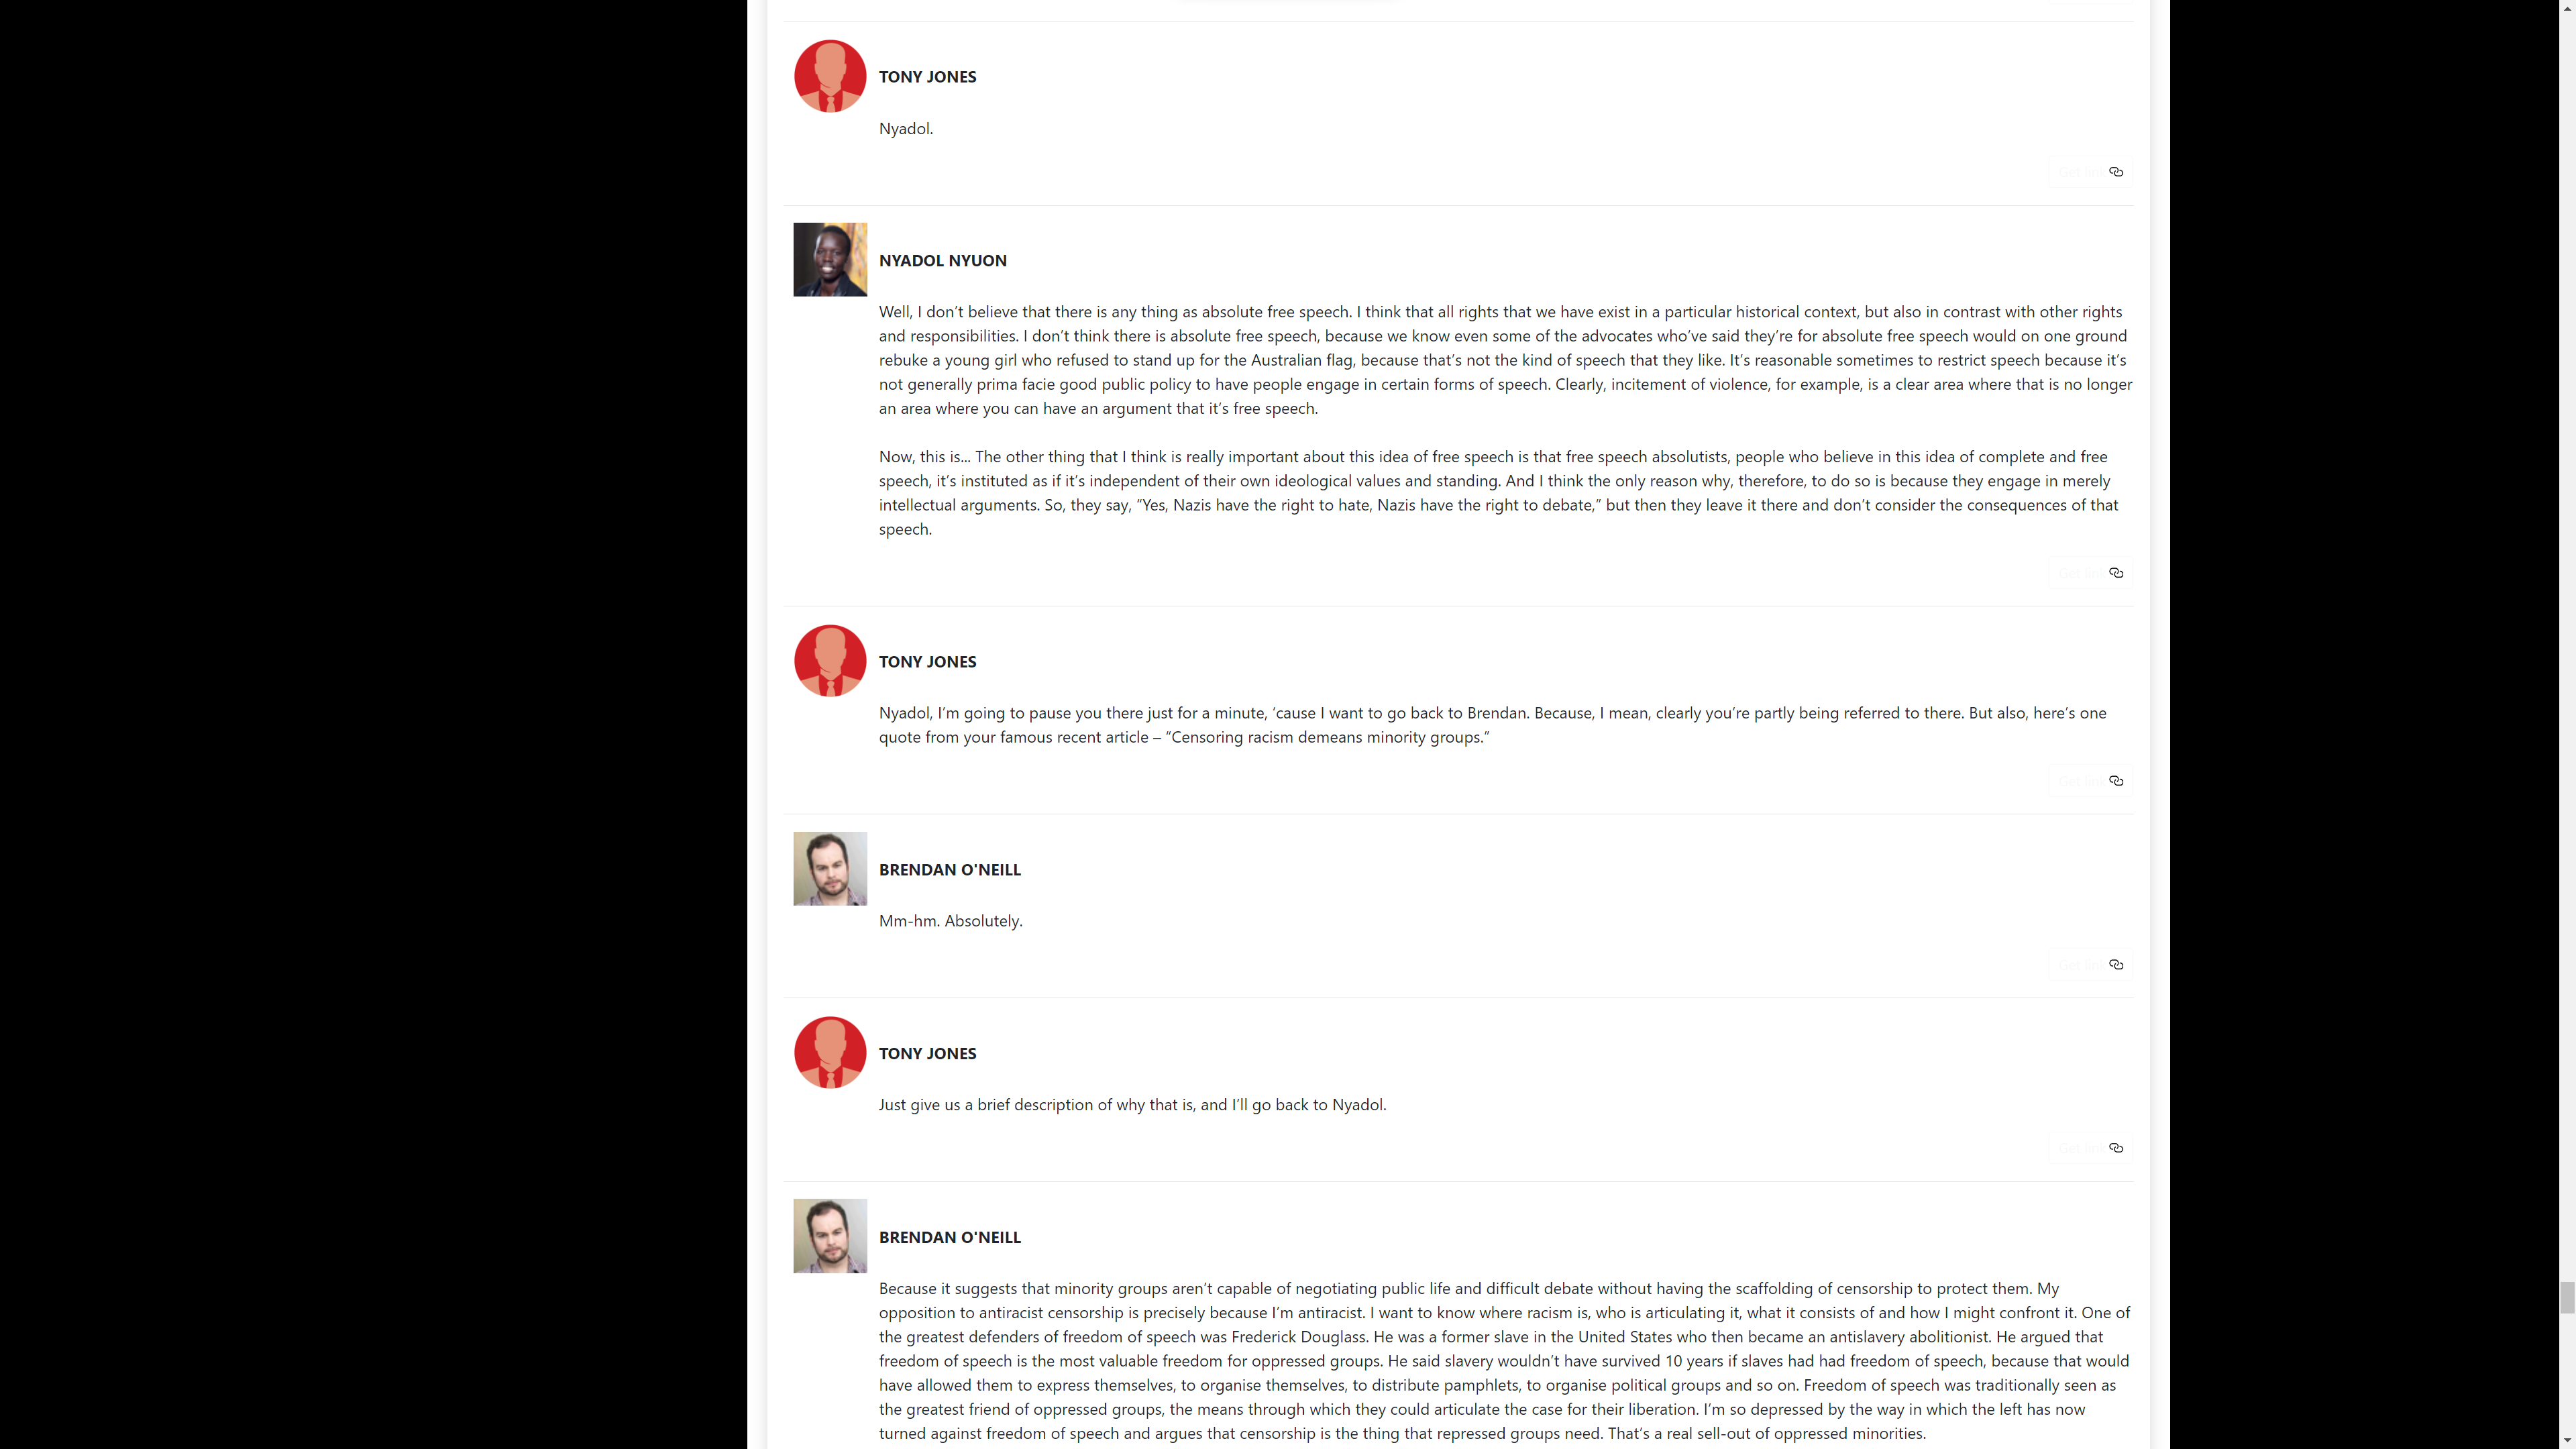 TONY JONES
Nyadol.
NYADOL NYUON
Well, I don’t believe that there is any thing as absolute free speech. I think that all rights that we have exist in a particular historical context, but also in contrast with other rights
and responsibilities. I don’t think there is absolute free speech, because we know even some of the advocates who’ve said they’re for absolute free speech would on one ground
rebuke a young girl who refused to stand up for the Australian flag, because that’s not the kind of speech that they like. It’s reasonable sometimes to restrict speech because it’s
not generally prima facie good public policy to have people engage in certain forms of speech. Clearly, incitement of violence, for example, is a clear area where that is no longer
an area where you can have an argument that it’s free speech.
Now, this is... The other thing that I think is really important about this idea of free speech is that free speech absolutists, people who believe in this idea of complete and free
speech, it’s instituted as if it’s independent of their own ideological values and standing. And I think the only reason why, therefore, to do so is because they engage in merely
intellectual arguments. So, they say, “Yes, Nazis have the right to hate, Nazis have the right to debate,” but then they leave it there and don’t consider the consequences of that
speech.
TONY JONES
Nyadol, I’m going to pause you there just for a minute, ‘cause I want to go back to Brendan. Because, I mean, clearly you’re partly being referred to there. But also, here’s one
quote from your famous recent article – “Censoring racism demeans minority groups.”
BRENDAN O'NEILL
Mm-hm. Absolutely.
TONY JONES
Just give us a brief description of why that is, and I’ll go back to Nyadol.
BRENDAN O'NEILL
Because it suggests that minority groups aren’t capable of negotiating public life and difficult debate without having the scaffolding of censorship to protect them. My
opposition to antiracist censorship is precisely because I’m antiracist. I want to know where racism is, who is articulating it, what it consists of and how I might confront it. One of
the greatest defenders of freedom of speech was Frederick Douglass. He was a former slave in the United States who then became an antislavery abolitionist. He argued that
freedom of speech is the most valuable freedom for oppressed groups. He said slavery wouldn’t have survived 10 years if slaves had had freedom of speech, because that would
have allowed them to express themselves, to organise themselves, to distribute pamphlets, to organise political groups and so on. Freedom of speech was traditionally seen as
the greatest friend of oppressed groups, the means through which they could articulate the case for their liberation. I’m so depressed by the way in which the left has now
turned against freedom of speech and argues that censorship is the thing that repressed groups need. That’s a real sell-out of oppressed minorities.